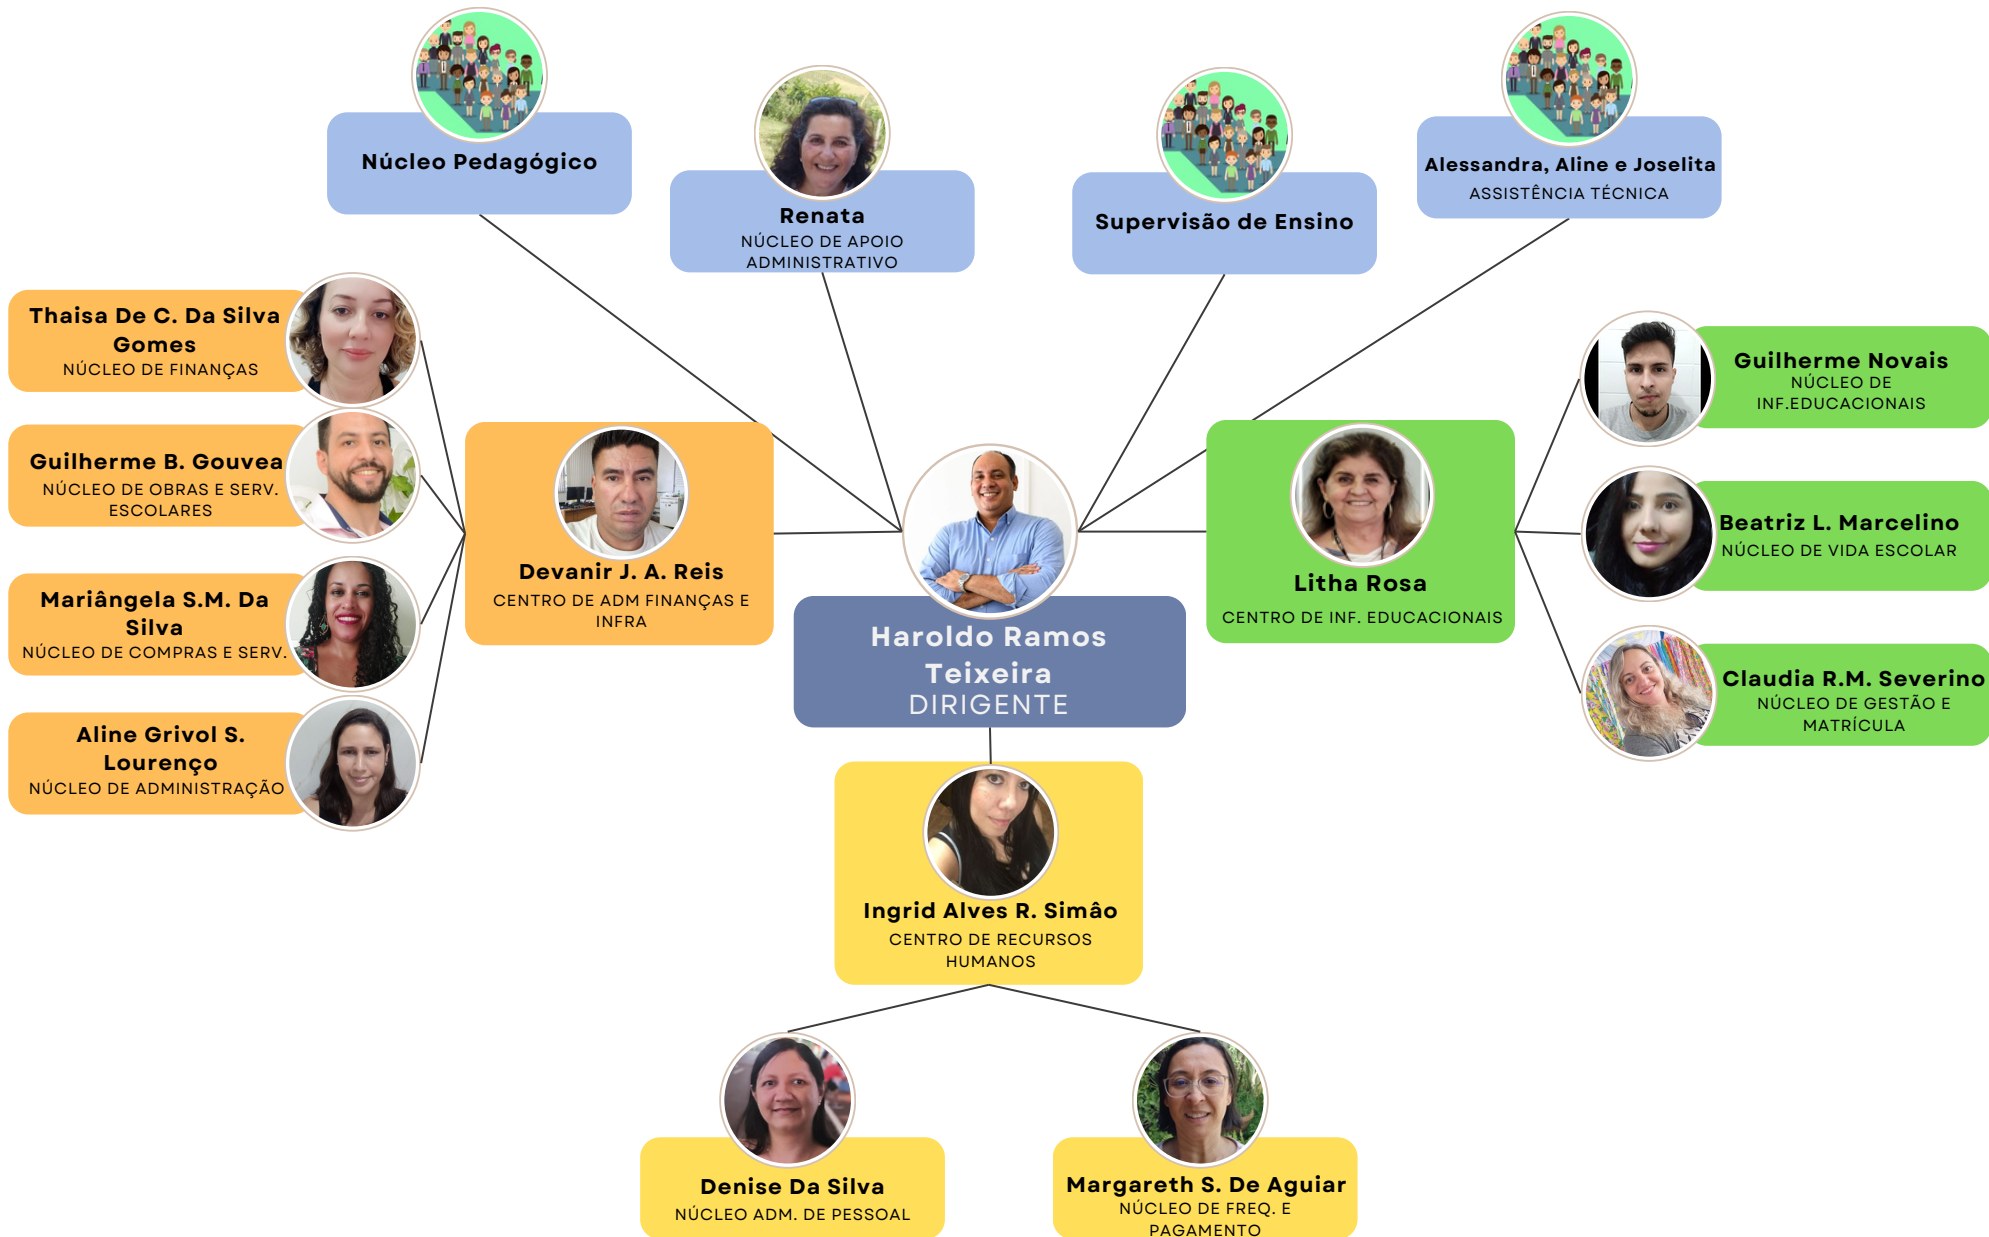 Núcleo Pedagógico
Renata
NÚCLEO DE APOIO
ADMINISTRATIVO
Supervisão de Ensino
Alessandra, Aline e Joselita
ASSISTÊNCIA TÉCNICA
Thaisa De C. Da Silva
Gomes
NÚCLEO DE FINANÇAS
Guilherme B. Gouvea
NÚCLEO DE OBRAS E SERV.
ESCOLARES
Mariângela S.M. Da
Silva
NÚCLEO DE COMPRAS E SERV.
Aline Grivol S.
Lourenço
NÚCLEO DE ADMINISTRAÇÃO
Devanir J. A. Reis
CENTRO DE ADM FINANÇAS E
INFRA
Haroldo Ramos
Teixeira
DIRIGENTE
Litha Rosa
CENTRO DE INF. EDUCACIONAIS
Guilherme Novais
NÚCLEO DE
INF.EDUCACIONAIS
Beatriz L. Marcelino
NÚCLEO DE VIDA ESCOLAR
Claudia R.M. Severino
NÚCLEO DE GESTÃO E
MATRÍCULA
Ingrid Alves R. Simâo
CENTRO DE RECURSOS
HUMANOS
Denise Da Silva
NÚCLEO ADM. DE PESSOAL
Margareth S. De Aguiar
NÚCLEO DE FREQ. E
PAGAMENTO